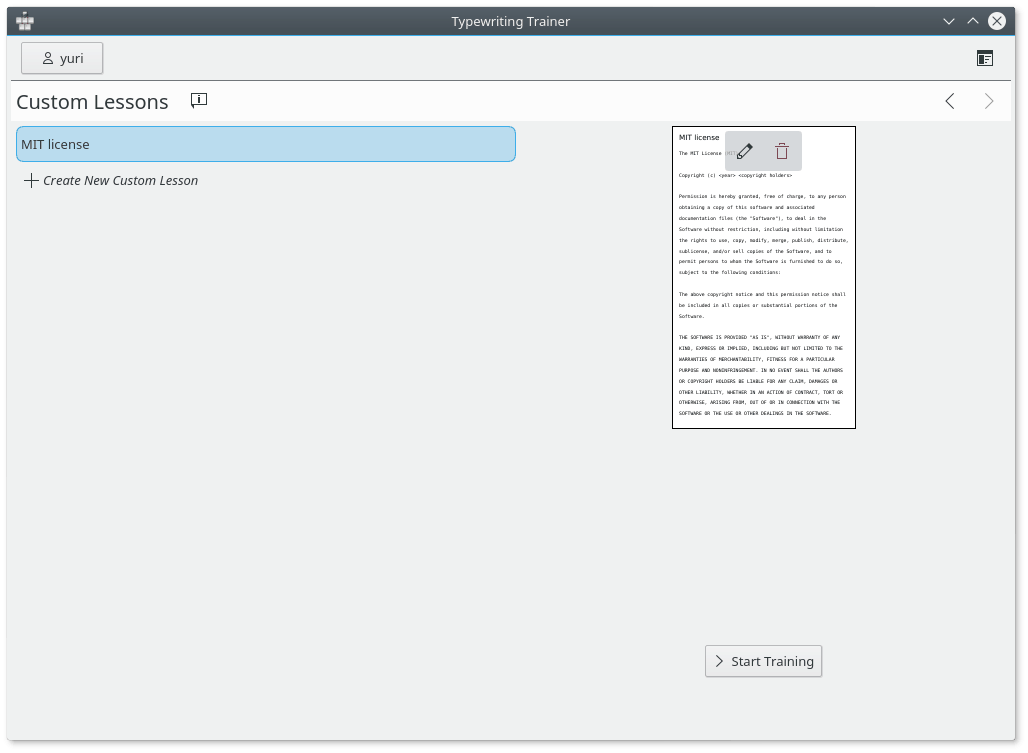 Typewriting Trainer
yuri
Custom Lessons
MIT license
Create New Custom Lesson
MIT license
The MIT License
Copyright (c) <year> <copyright holders>
Permission is hereby granted, free of charge, to any person
obtaining a copy of this software and associated
documentation files (the "Software"), to deal in the
Software without restriction, including without limitation
the rights to use, copy, modify, merge, publish, distribute,
sublicense, and/or sell copies of the Software, and to
permit persons to whom the Software is furnished to do so,
subject to the following conditions:
The above copyright notice and this permission notice shall
be included in all copies or substantial portions of the
Software.
THE SOFTWARE IS PROVIDED "AS IS", WITHOUT WARRANTY OF ANY
KIND, EXPRESS OR IMPLIED, INCLUDING BUT NOT LIMITED TO THE
WARRANTIES OF MERCHANTABILITY, FITNESS FOR A PARTICULAR
PURPOSE AND NONINFRINGEMENT. IN NO EVENT SHALL THE AUTHORS
OR COPYRIGHT HOLDERS BE LIABLE FOR ANY CLAIM, DAMAGES OR
OTHER LIABILITY, WHETHER IN AN ACTION OF CONTRACT, TORT OR
OTHERWISE, ARISING FROM, OUT OF OR IN CONNECTION WITH THE
SOFTWARE OR THE USE OR OTHER DEALINGS IN THE SOFTWARE.
Start Training